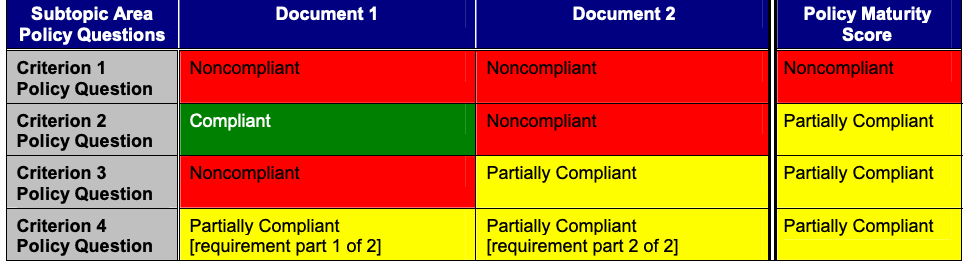 Subtopic Area
Policy Questions
Document 1
Document 2
Policy Maturity
Score
Criterion 1
Policy Question
Noncompliant
Noncompliant
Noncompliant
Criterion 2
Policy Question
Compliant
Noncompliant
Partially Compliant
Criterion 3
Policy Question
Noncompliant
Partially Compliant
Partially Compliant
Criterion 4
Policy Question
Partially Compliant
[requirement part 1 of 2]
Partially Compliant
[requirement part 2 of 2]
Partially Compliant